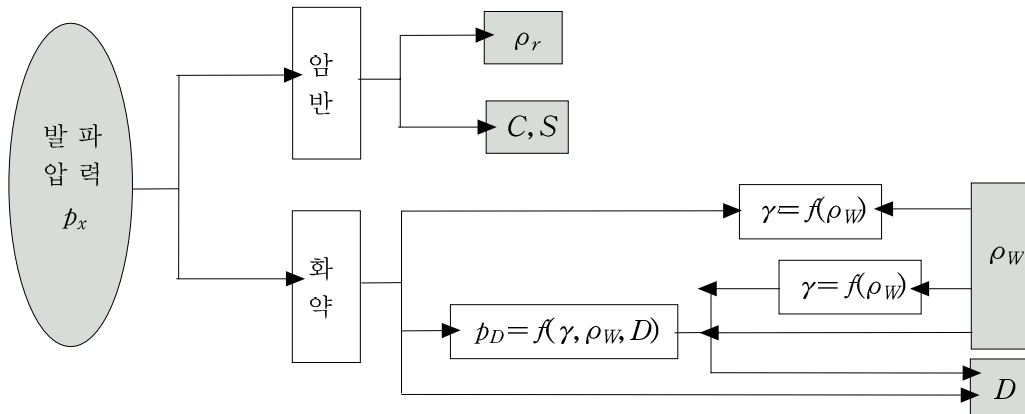 발 파
압 력
p_x
암
반
ρ_r
C, S
화
약
γ=f(ρ_W)
γ=f(ρ_W)
p_D=f(γ, ρ_W, D)
ρ_W
D